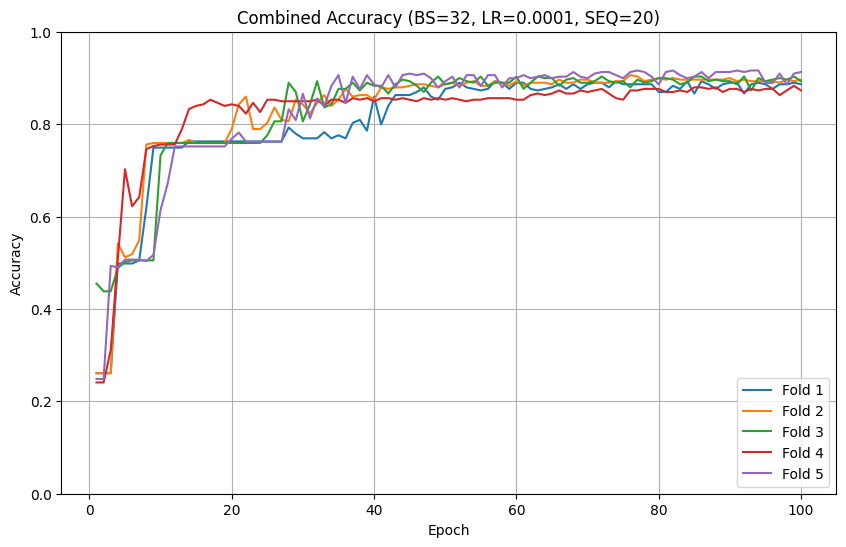 Combined Accuracy (BS=32, LR=0.0001, SEQ=20)
1.0
0.8
0.6
0.4
0.2
0.0
Accuracy
0 20 40 60 80 100
Epoch
Fold 1
Fold 2
Fold 3
Fold 4
Fold 5